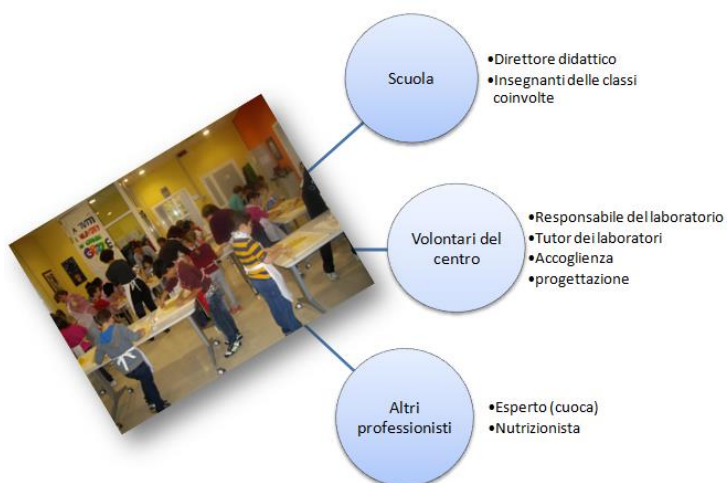 Scuola
•Direttore didattico
•Insegnanti delle classi
coinvolte
Volontari del
centro
•Responsabile del laboratorio
•Tutor dei laboratori
•Accoglienza
•progettazione
Altri
professionisti
•Esperto (cuoca)
•Nutrizionista